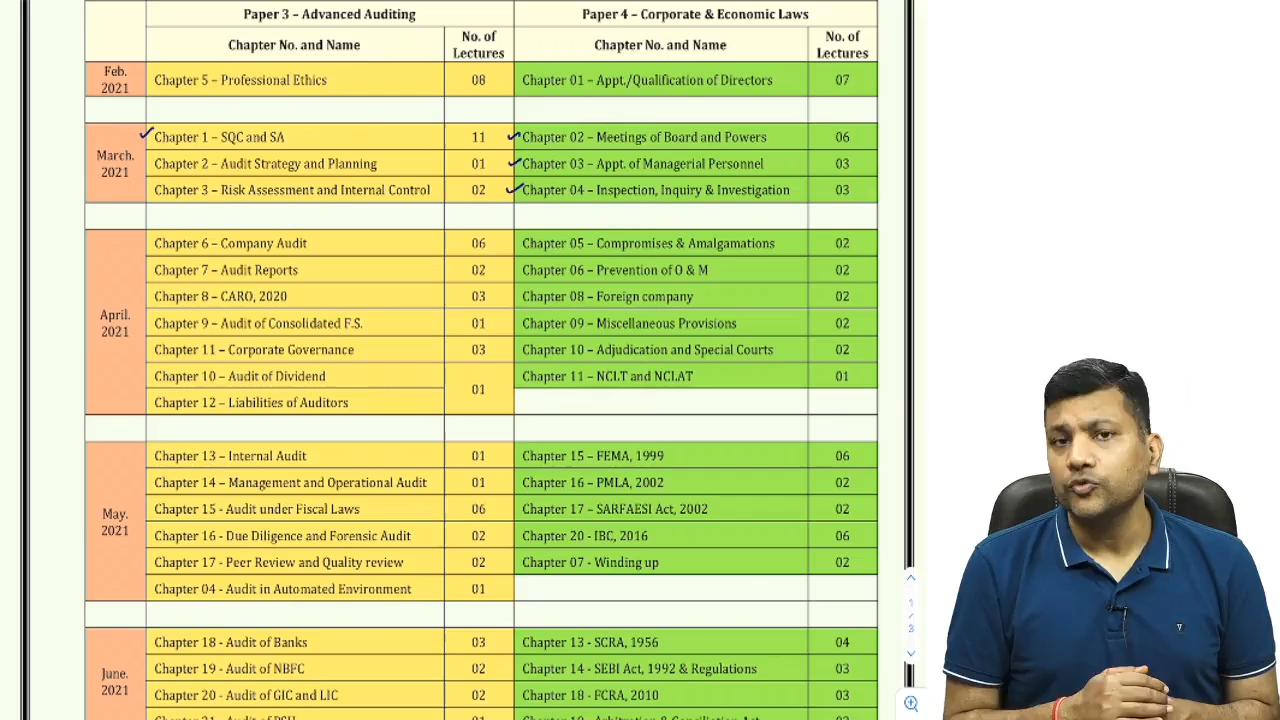 Paper 3 – Advanced Auditing Paper 4 – Corporate & Economic Laws
Chapter No. and Name No. of Lectures Chapter No. and Name No. of Lectures
Feb. 2021 Chapter 5 – Professional Ethics 08 Chapter 01 – Appt./Qualification of Directors 07
March. 2021 Chapter 1 – SQC and SA 11 Chapter 02 – Meetings of Board and Powers 06
Chapter 2 – Audit Strategy and Planning 01 Chapter 03 – Appt. of Managerial Personnel 03
Chapter 3 – Risk Assessment and Internal Control 02 Chapter 04 – Inspection, Inquiry & Investigation 03
April. 2021 Chapter 6 – Company Audit 06 Chapter 05 – Compromises & Amalgamations 02
Chapter 7 – Audit Reports 02 Chapter 06 – Prevention of O & M 02
Chapter 8 – CARO, 2020 03 Chapter 08 – Foreign company 02
Chapter 9 – Audit of Consolidated F.S. 01 Chapter 09 – Miscellaneous Provisions 02
Chapter 11 – Corporate Governance 03 Chapter 10 – Adjudication and Special Courts 02
Chapter 10 – Audit of Dividend 01 Chapter 11 – NCLT and NCLAT 01
Chapter 12 – Liabilities of Auditors
May. 2021 Chapter 13 – Internal Audit 01 Chapter 15 – FEMA, 1999 06
Chapter 14 – Management and Operational Audit 01 Chapter 16 – PMLA, 2002 02
Chapter 15 - Audit under Fiscal Laws 06 Chapter 17 – SARFAESI Act, 2002 02
Chapter 16 - Due Diligence and Forensic Audit 02 Chapter 20 - IBC, 2016 06
Chapter 17 - Peer Review and Quality review 02 Chapter 07 - Winding up 02
Chapter 04 - Audit in Automated Environment 01
June. 2021 Chapter 18 - Audit of Banks 03 Chapter 13 - SCRA, 1956 04
Chapter 19 - Audit of NBFC 02 Chapter 14 - SEBI Act, 1992 & Regulations 03
Chapter 20 - Audit of GIC and LIC 02 Chapter 18 - FCRA, 2010 03
1 / 3